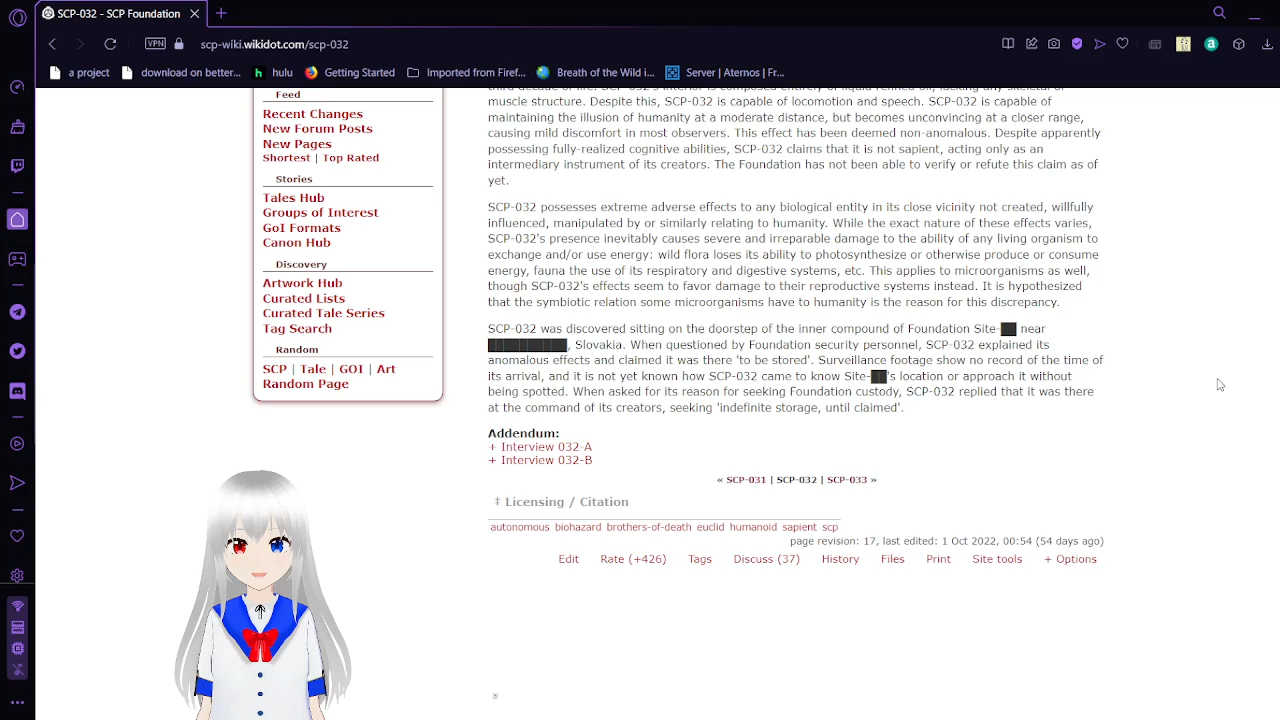 SCP-032 - SCP Foundation
VPN
scp-wiki.wikidot.com/scp-032
a project
download on better...
hulu
Getting Started
Imported from Firef...
Breath of the Wild i...
Server | Aternos | Fr...
Feed
Recent Changes
New Forum Posts
New Pages
Shortest | Top Rated
Stories
Tales Hub
Groups of Interest
GoI Formats
Canon Hub
Discovery
Artwork Hub
Curated Lists
Curated Tale Series
Tag Search
Random
SCP | Tale | GOI | Art
Random Page
third decade of life. SCP-032's interior is composed entirely of liquid refined oil, lacking any skeletal or
muscle structure. Despite this, SCP-032 is capable of locomotion and speech. SCP-032 is capable of
maintaining the illusion of humanity at a moderate distance, but becomes unconvincing at a closer range,
causing mild discomfort in most observers. This effect has been deemed non-anomalous. Despite apparently
possessing fully-realized cognitive abilities, SCP-032 claims that it is not sapient, acting only as an
intermediary instrument of its creators. The Foundation has not been able to verify or refute this claim as of
yet.
SCP-032 possesses extreme adverse effects to any biological entity in its close vicinity not created, willfully
influenced, manipulated by or similarly relating to humanity. While the exact nature of these effects varies,
SCP-032's presence inevitably causes severe and irreparable damage to the ability of any living organism to
exchange and/or use energy: wild flora loses its ability to photosynthesize or otherwise produce or consume
energy, fauna the use of its respiratory and digestive systems, etc. This applies to microorganisms as well,
though SCP-032's effects seem to favor damage to their reproductive systems instead. It is hypothesized
that the symbiotic relation some microorganisms have to humanity is the reason for this discrepancy.
SCP-032 was discovered sitting on the doorstep of the inner compound of Foundation Site-██ near
██████████, Slovakia. When questioned by Foundation security personnel, SCP-032 explained its
anomalous effects and claimed it was there 'to be stored'. Surveillance footage show no record of the time of
its arrival, and it is not yet known how SCP-032 came to know Site-██'s location or approach it without
being spotted. When asked for its reason for seeking Foundation custody, SCP-032 replied that it was there
at the command of its creators, seeking 'indefinite storage, until claimed'.
Addendum:
+ Interview 032-A
+ Interview 032-B
« SCP-031 | SCP-032 | SCP-033 »
‡ Licensing / Citation
autonomous biohazard brothers-of-death euclid humanoid sapient scp
page revision: 17, last edited: 1 Oct 2022, 00:54 (54 days ago)
Edit Rate (+426) Tags Discuss (37) History Files Print Site tools + Options